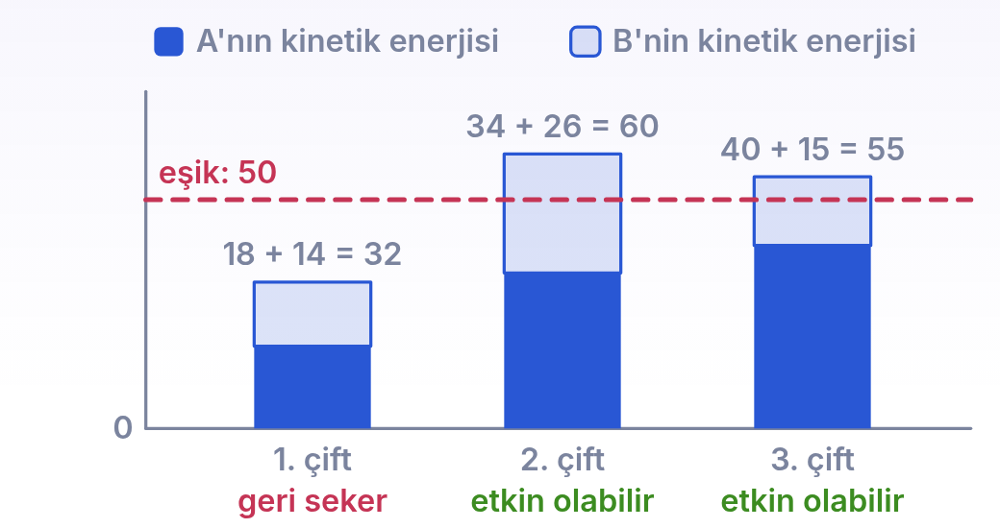 A'nın kinetik enerjisi
B'nin kinetik enerjisi
34 + 26 = 60
40 + 15 = 55
eşik: 50
18 + 14 = 32
0
1. çift
2. çift
3. çift
geri seker
etkin olabilir
etkin olabilir